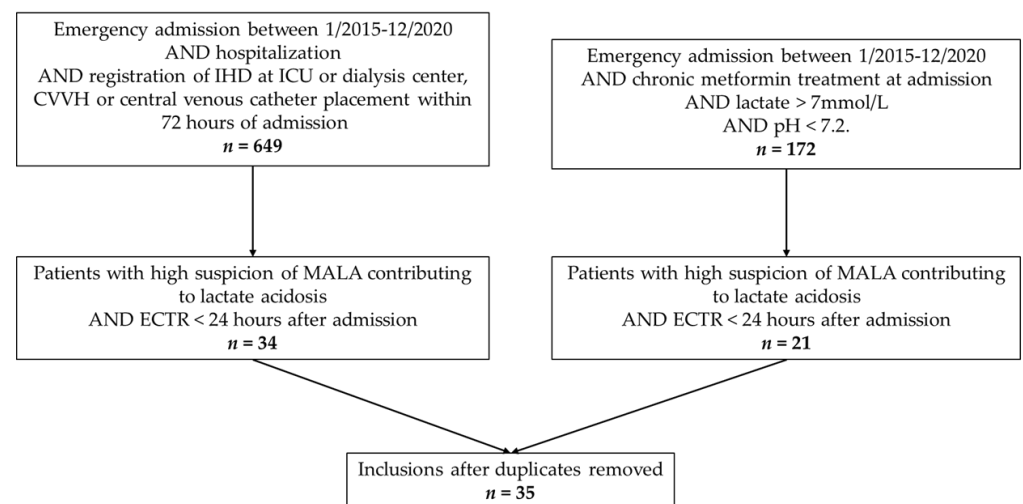 Emergency admission between 1/2015-12/2020
AND hospitalization
AND registration of IHD at ICU or dialysis center,
CVVH or central venous catheter placement within
72 hours of admission
n = 649
Emergency admission between 1/2015-12/2020
AND chronic metformin treatment at admission
AND lactate > 7mmol/L
AND pH < 7.2.
n = 172
Patients with high suspicion of MALA contributing
to lactate acidosis
AND ECTR < 24 hours after admission
n = 34
Patients with high suspicion of MALA contributing
to lactate acidosis
AND ECTR < 24 hours after admission
n = 21
Inclusions after duplicates removed
n = 35